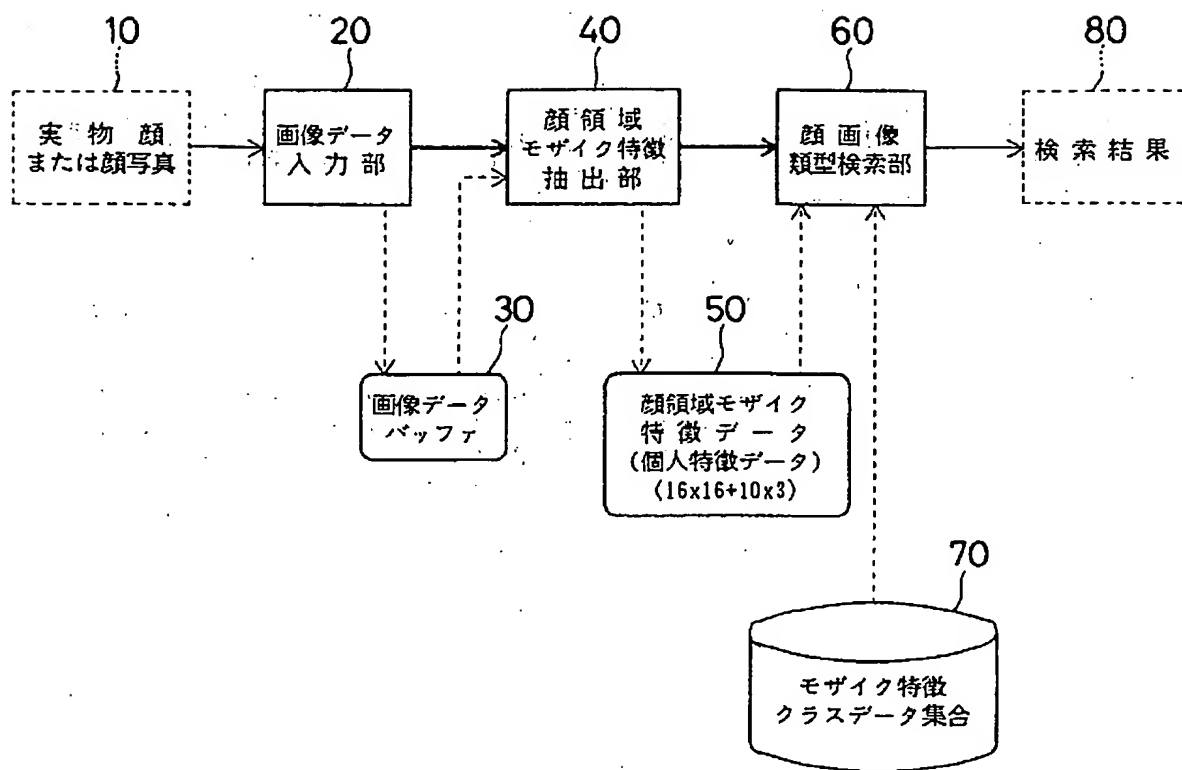 10
20
40
60
80
実物顔
または顔写真
画像データ
入力部
顔領域
モザイク特徴
抽出部
顔画像
類型検索部
検索結果
30
50
画像データ
バッファ
顔領域モザイク
特徴データ
(個人特徴データ)
(16x16+10x3)
70
モザイク特徴
クラスデータ集合